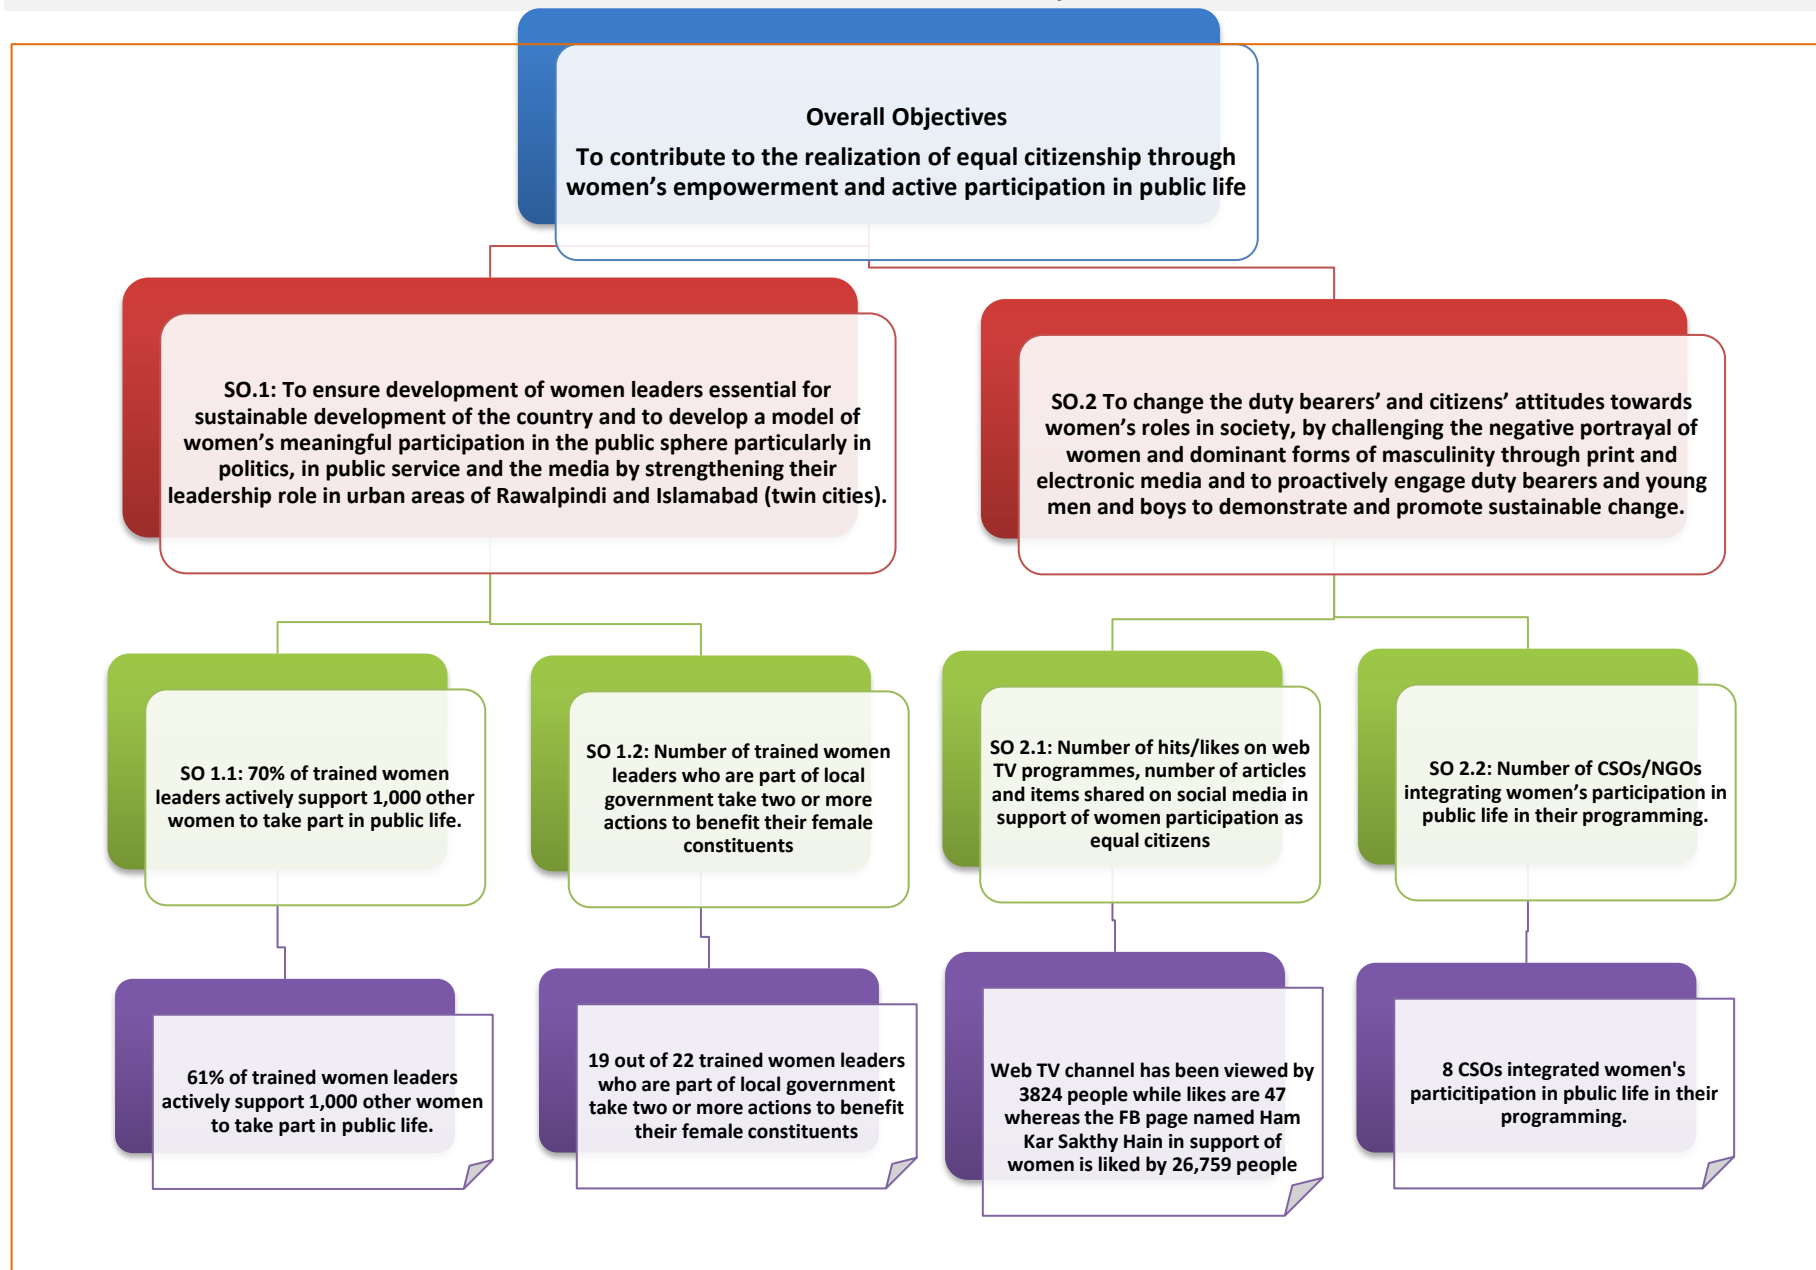 Overall Objectives
To contribute to the realization of equal citizenship through
women’s empowerment and active participation in public life
SO.1: To ensure development of women leaders essential for
sustainable development of the country and to develop a model of
women’s meaningful participation in the public sphere particularly in
politics, in public service and the media by strengthening their
leadership role in urban areas of Rawalpindi and Islamabad (twin cities).
SO.2 To change the duty bearers’ and citizens’ attitudes towards
women’s roles in society, by challenging the negative portrayal of
women and dominant forms of masculinity through print and
electronic media and to proactively engage duty bearers and young
men and boys to demonstrate and promote sustainable change.
SO 1.1: 70% of trained women
leaders actively support 1,000 other
women to take part in public life.
SO 1.2: Number of trained women
leaders who are part of local
government take two or more
actions to benefit their female
constituents
SO 2.1: Number of hits/likes on web
TV programmes, number of articles
and items shared on social media in
support of women participation as
equal citizens
SO 2.2: Number of CSOs/NGOs
integrating women’s participation in
public life in their programming.
61% of trained women leaders
actively support 1,000 other women
to take part in public life.
19 out of 22 trained women leaders
who are part of local government
take two or more actions to benefit
their female constituents
Web TV channel has been viewed by
3824 people while likes are 47
whereas the FB page named Ham
Kar Sakthy Hain in support of
women is liked by 26,759 people
8 CSOs integrated women's
particitipation in pbulic life in their
programming.